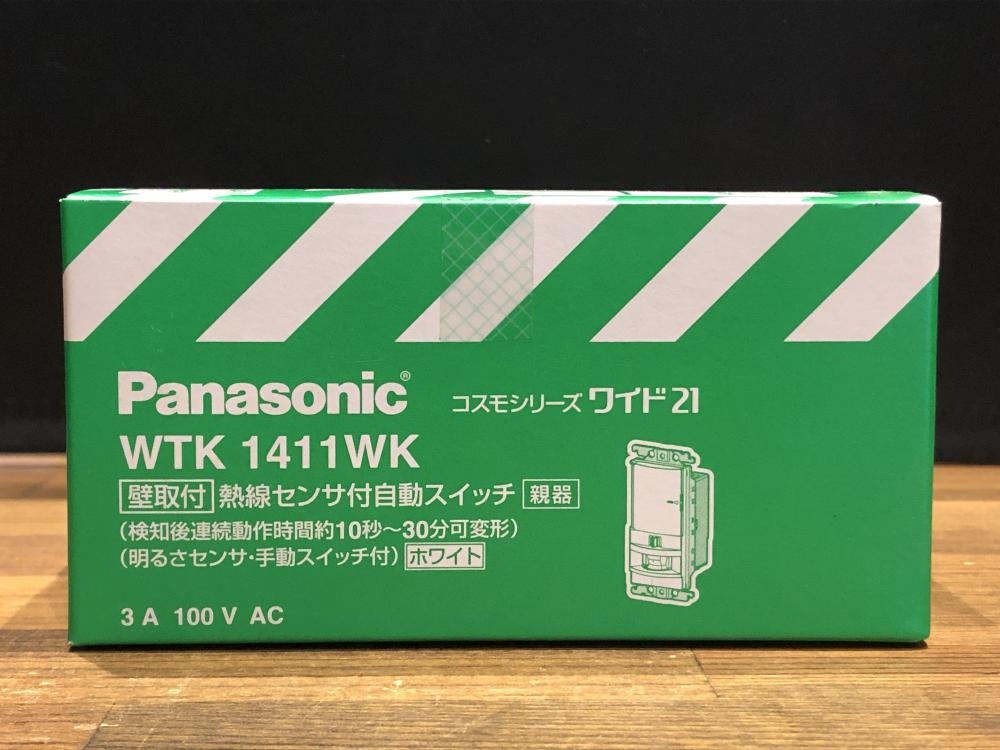 Panasonic® コスモシリーズ ワイド21
WTK 1411WK
壁取付 熱線センサ付自動スイッチ 親器
(検知後連続動作時間約10秒～30分可変形)
(明るさセンサ・手動スイッチ付) ホワイト
3 A 100 V AC